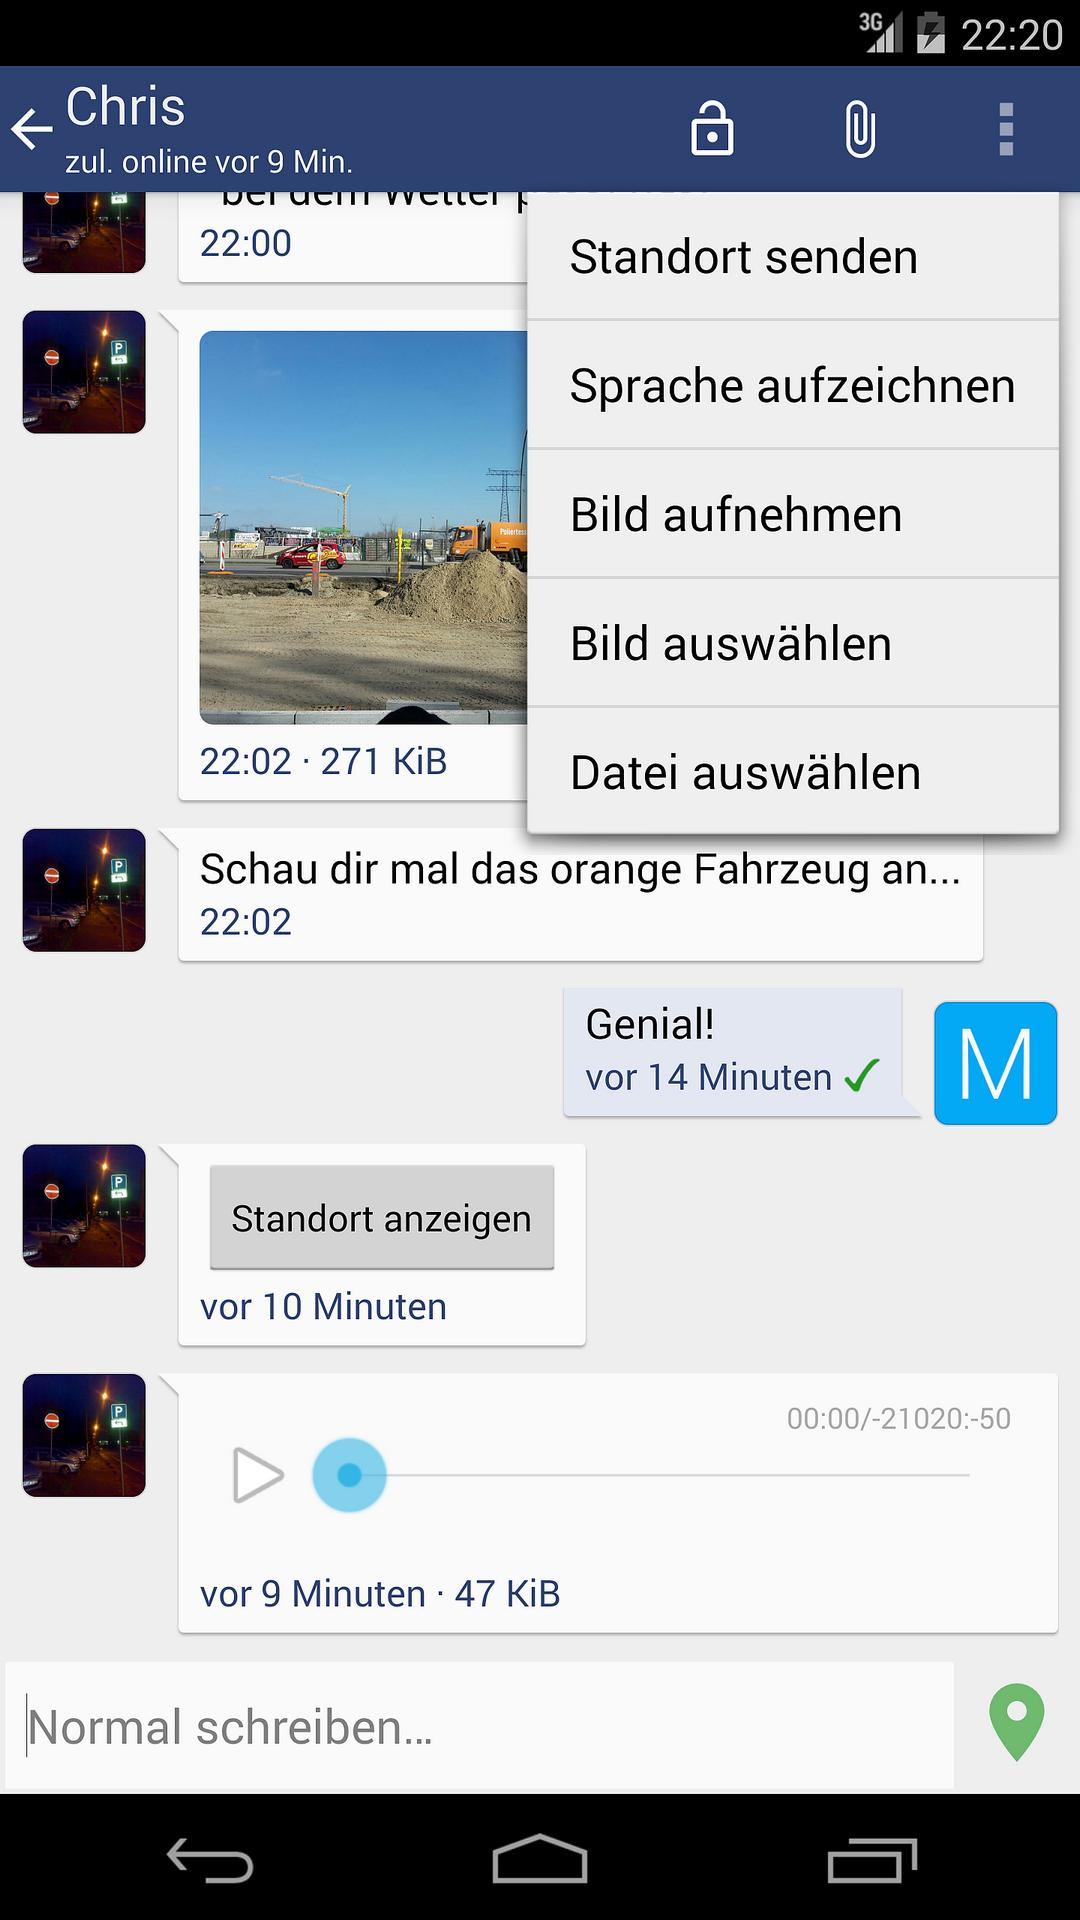 3G 22:20
Chris
zul. online vor 9 Min.
bei dem Wetter
22:00
Standort senden
Sprache aufzeichnen
Bild aufnehmen
Bild auswählen
Datei auswählen
P
Poliertess
22:02 · 271 KiB
Schau dir mal das orange Fahrzeug an...
22:02
Genial!
vor 14 Minuten
M
P
Standort anzeigen
vor 10 Minuten
P
00:00/-21020:-50
vor 9 Minuten · 47 KiB
Normal schreiben...